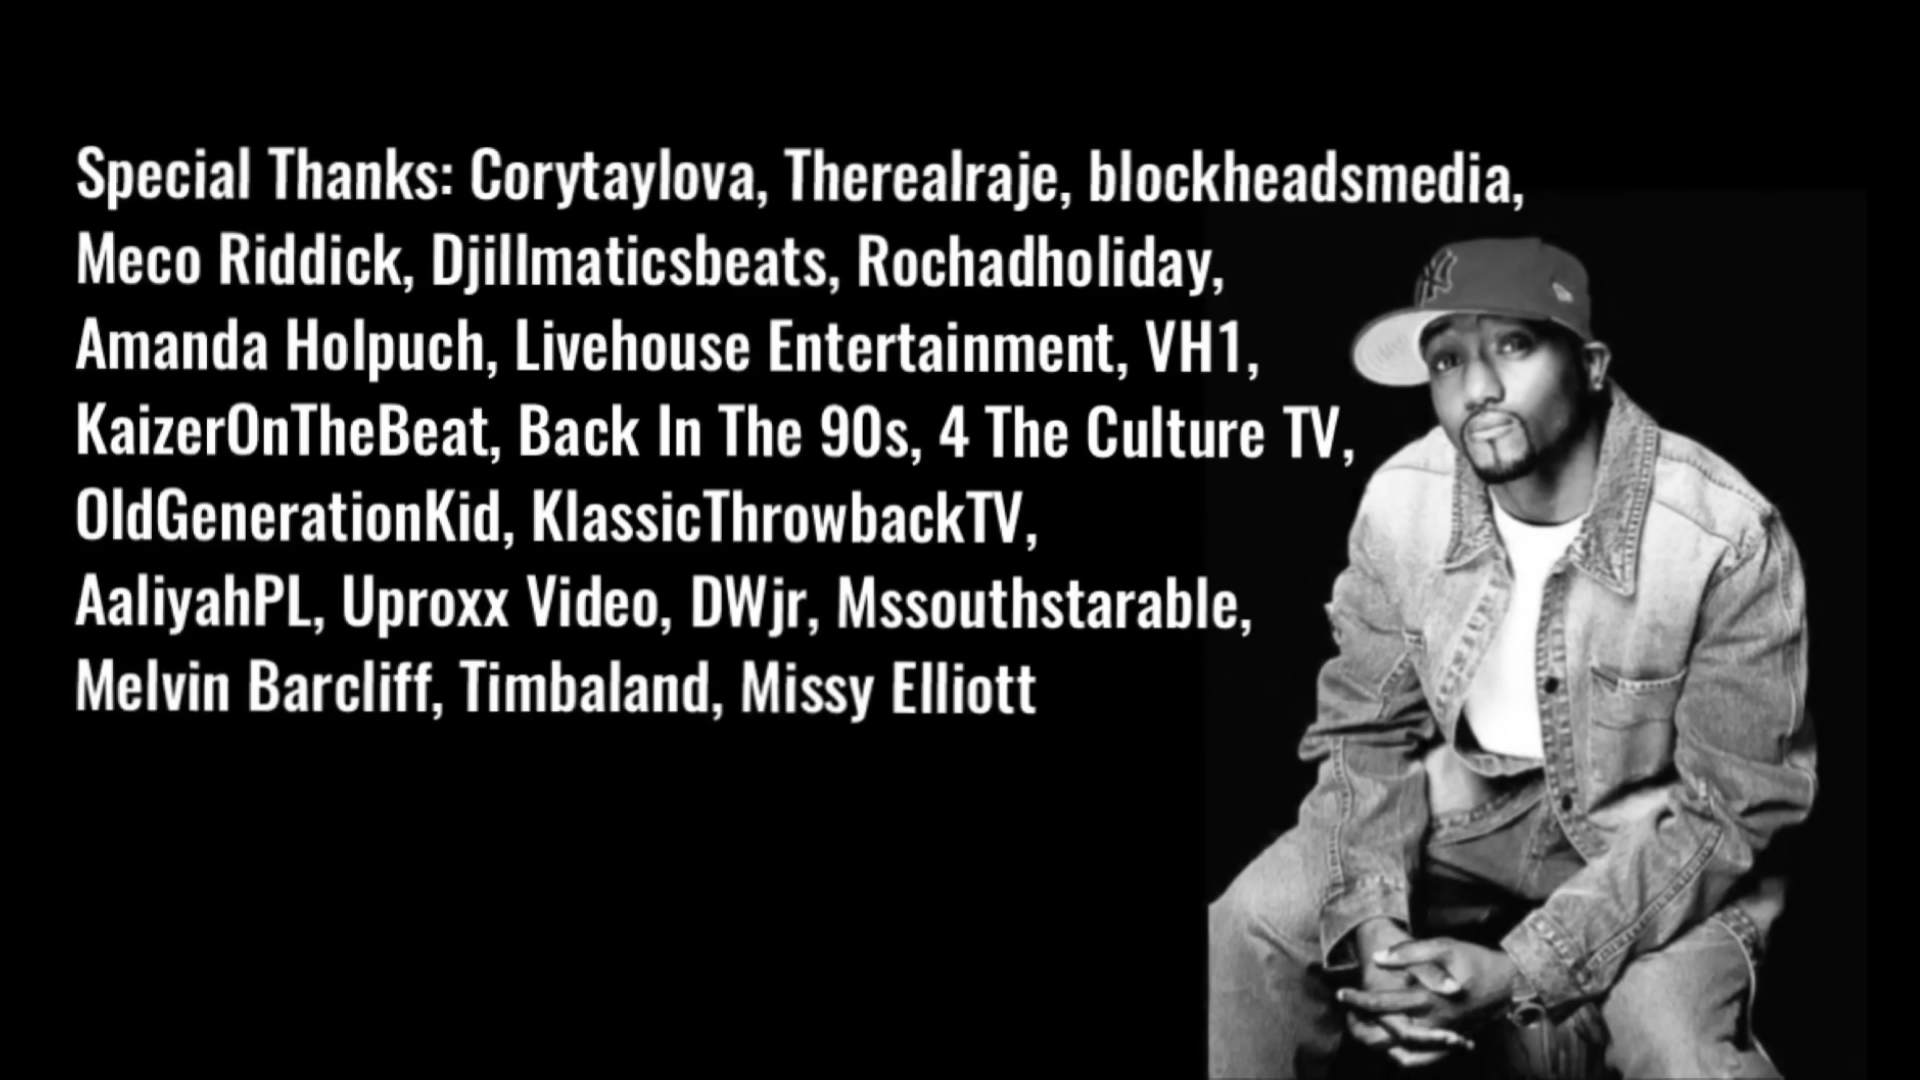 Special Thanks: Corytaylova, Therealraje, blockheadsmedia,
Meco Riddick, Djillmaticsbeats, Rochadholiday,
Amanda Holpuch, Livehouse Entertainment, VH1,
KaizerOnTheBeat, Back In The 90s, 4 The Culture TV,
OldGenerationKid, KlassicThrowbackTV,
AaliyahPL, Uproxx Video, DWjr, Mssouthstarable,
Melvin Barcliff, Timbaland, Missy Elliott
NY